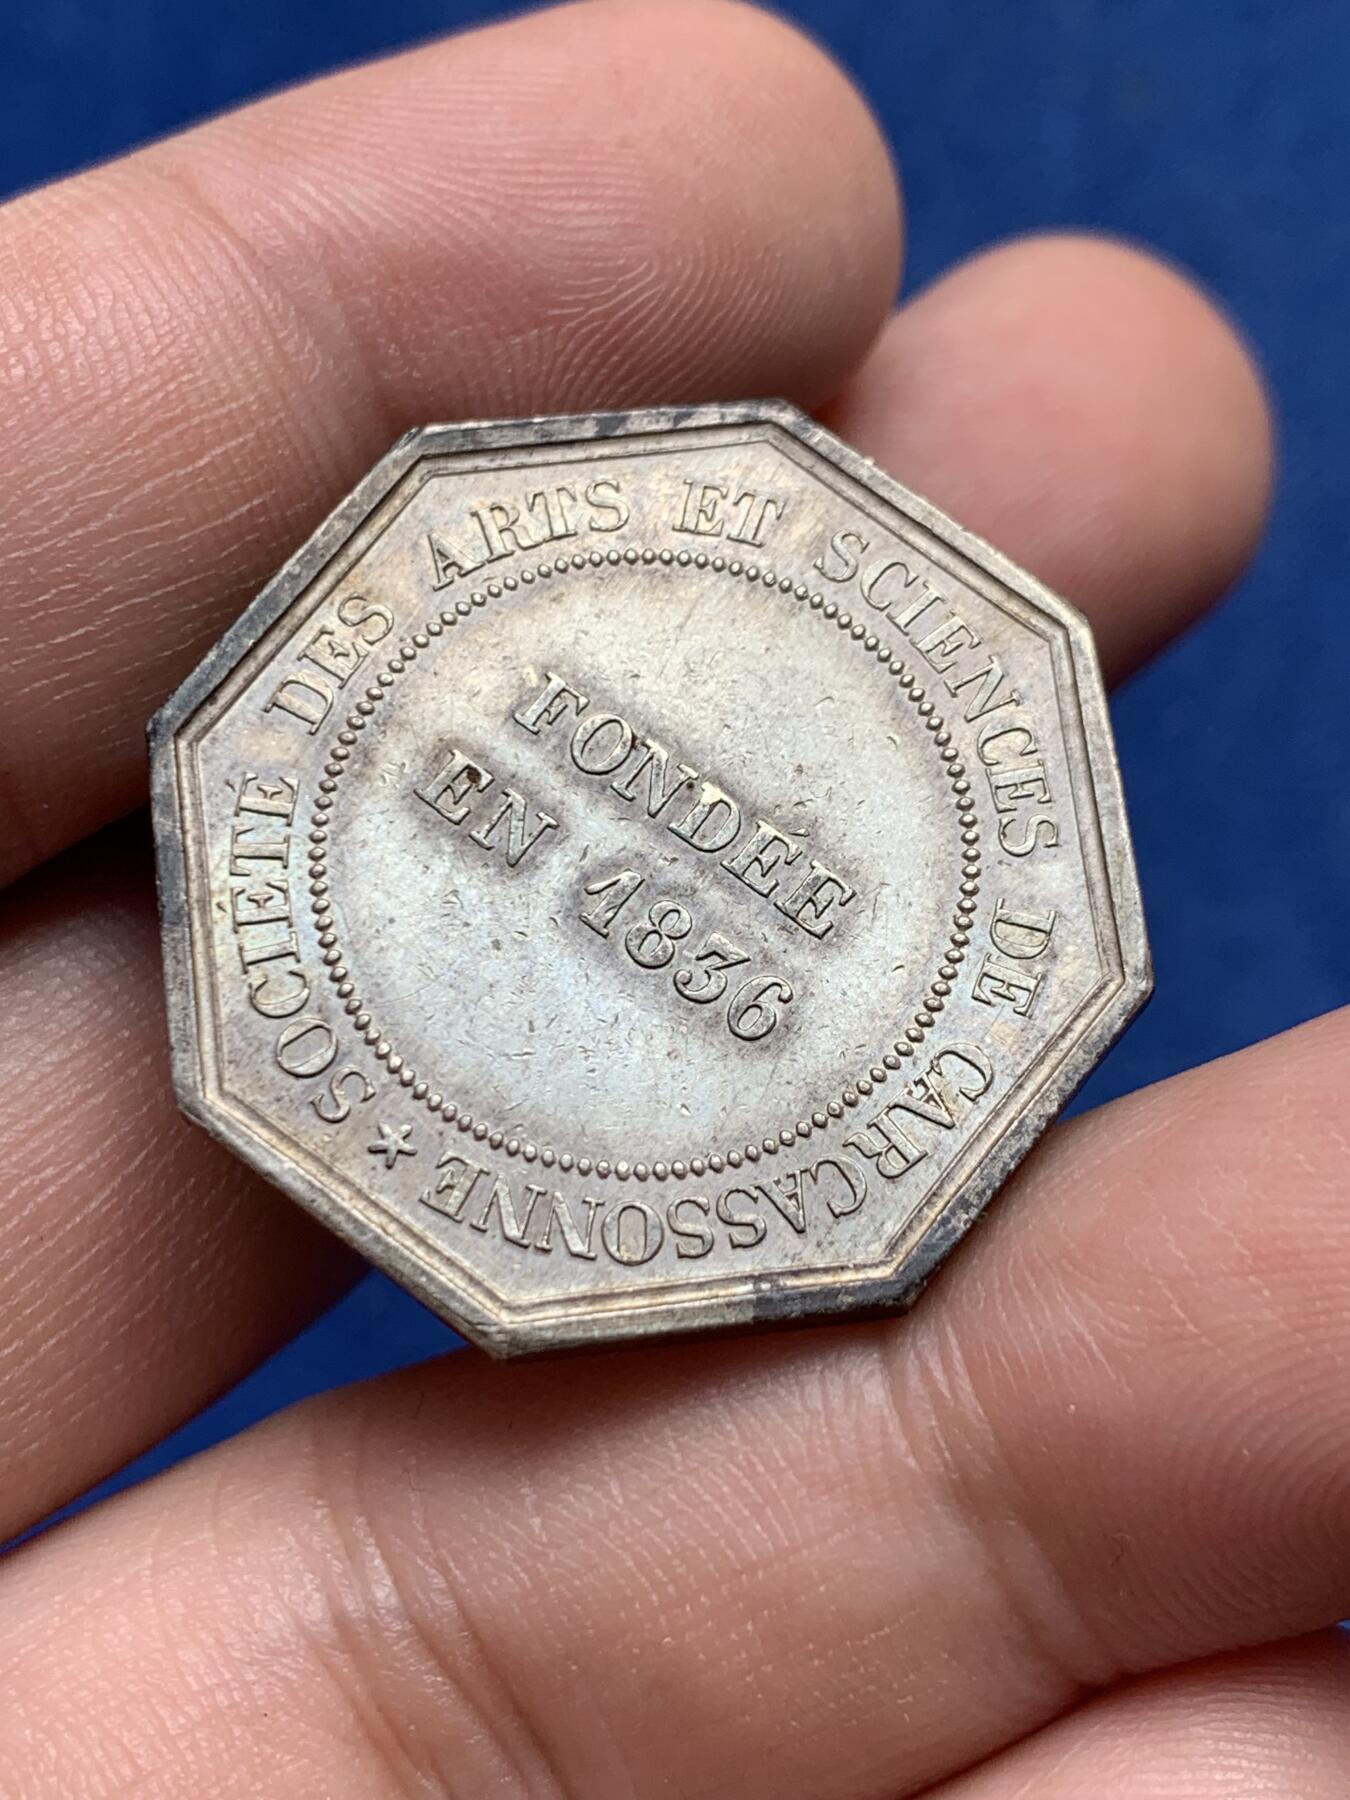 SOCIÉTÉ DES ARTS ET SCIENCES DE CARCASSONNE *
FONDÉE
EN 1836